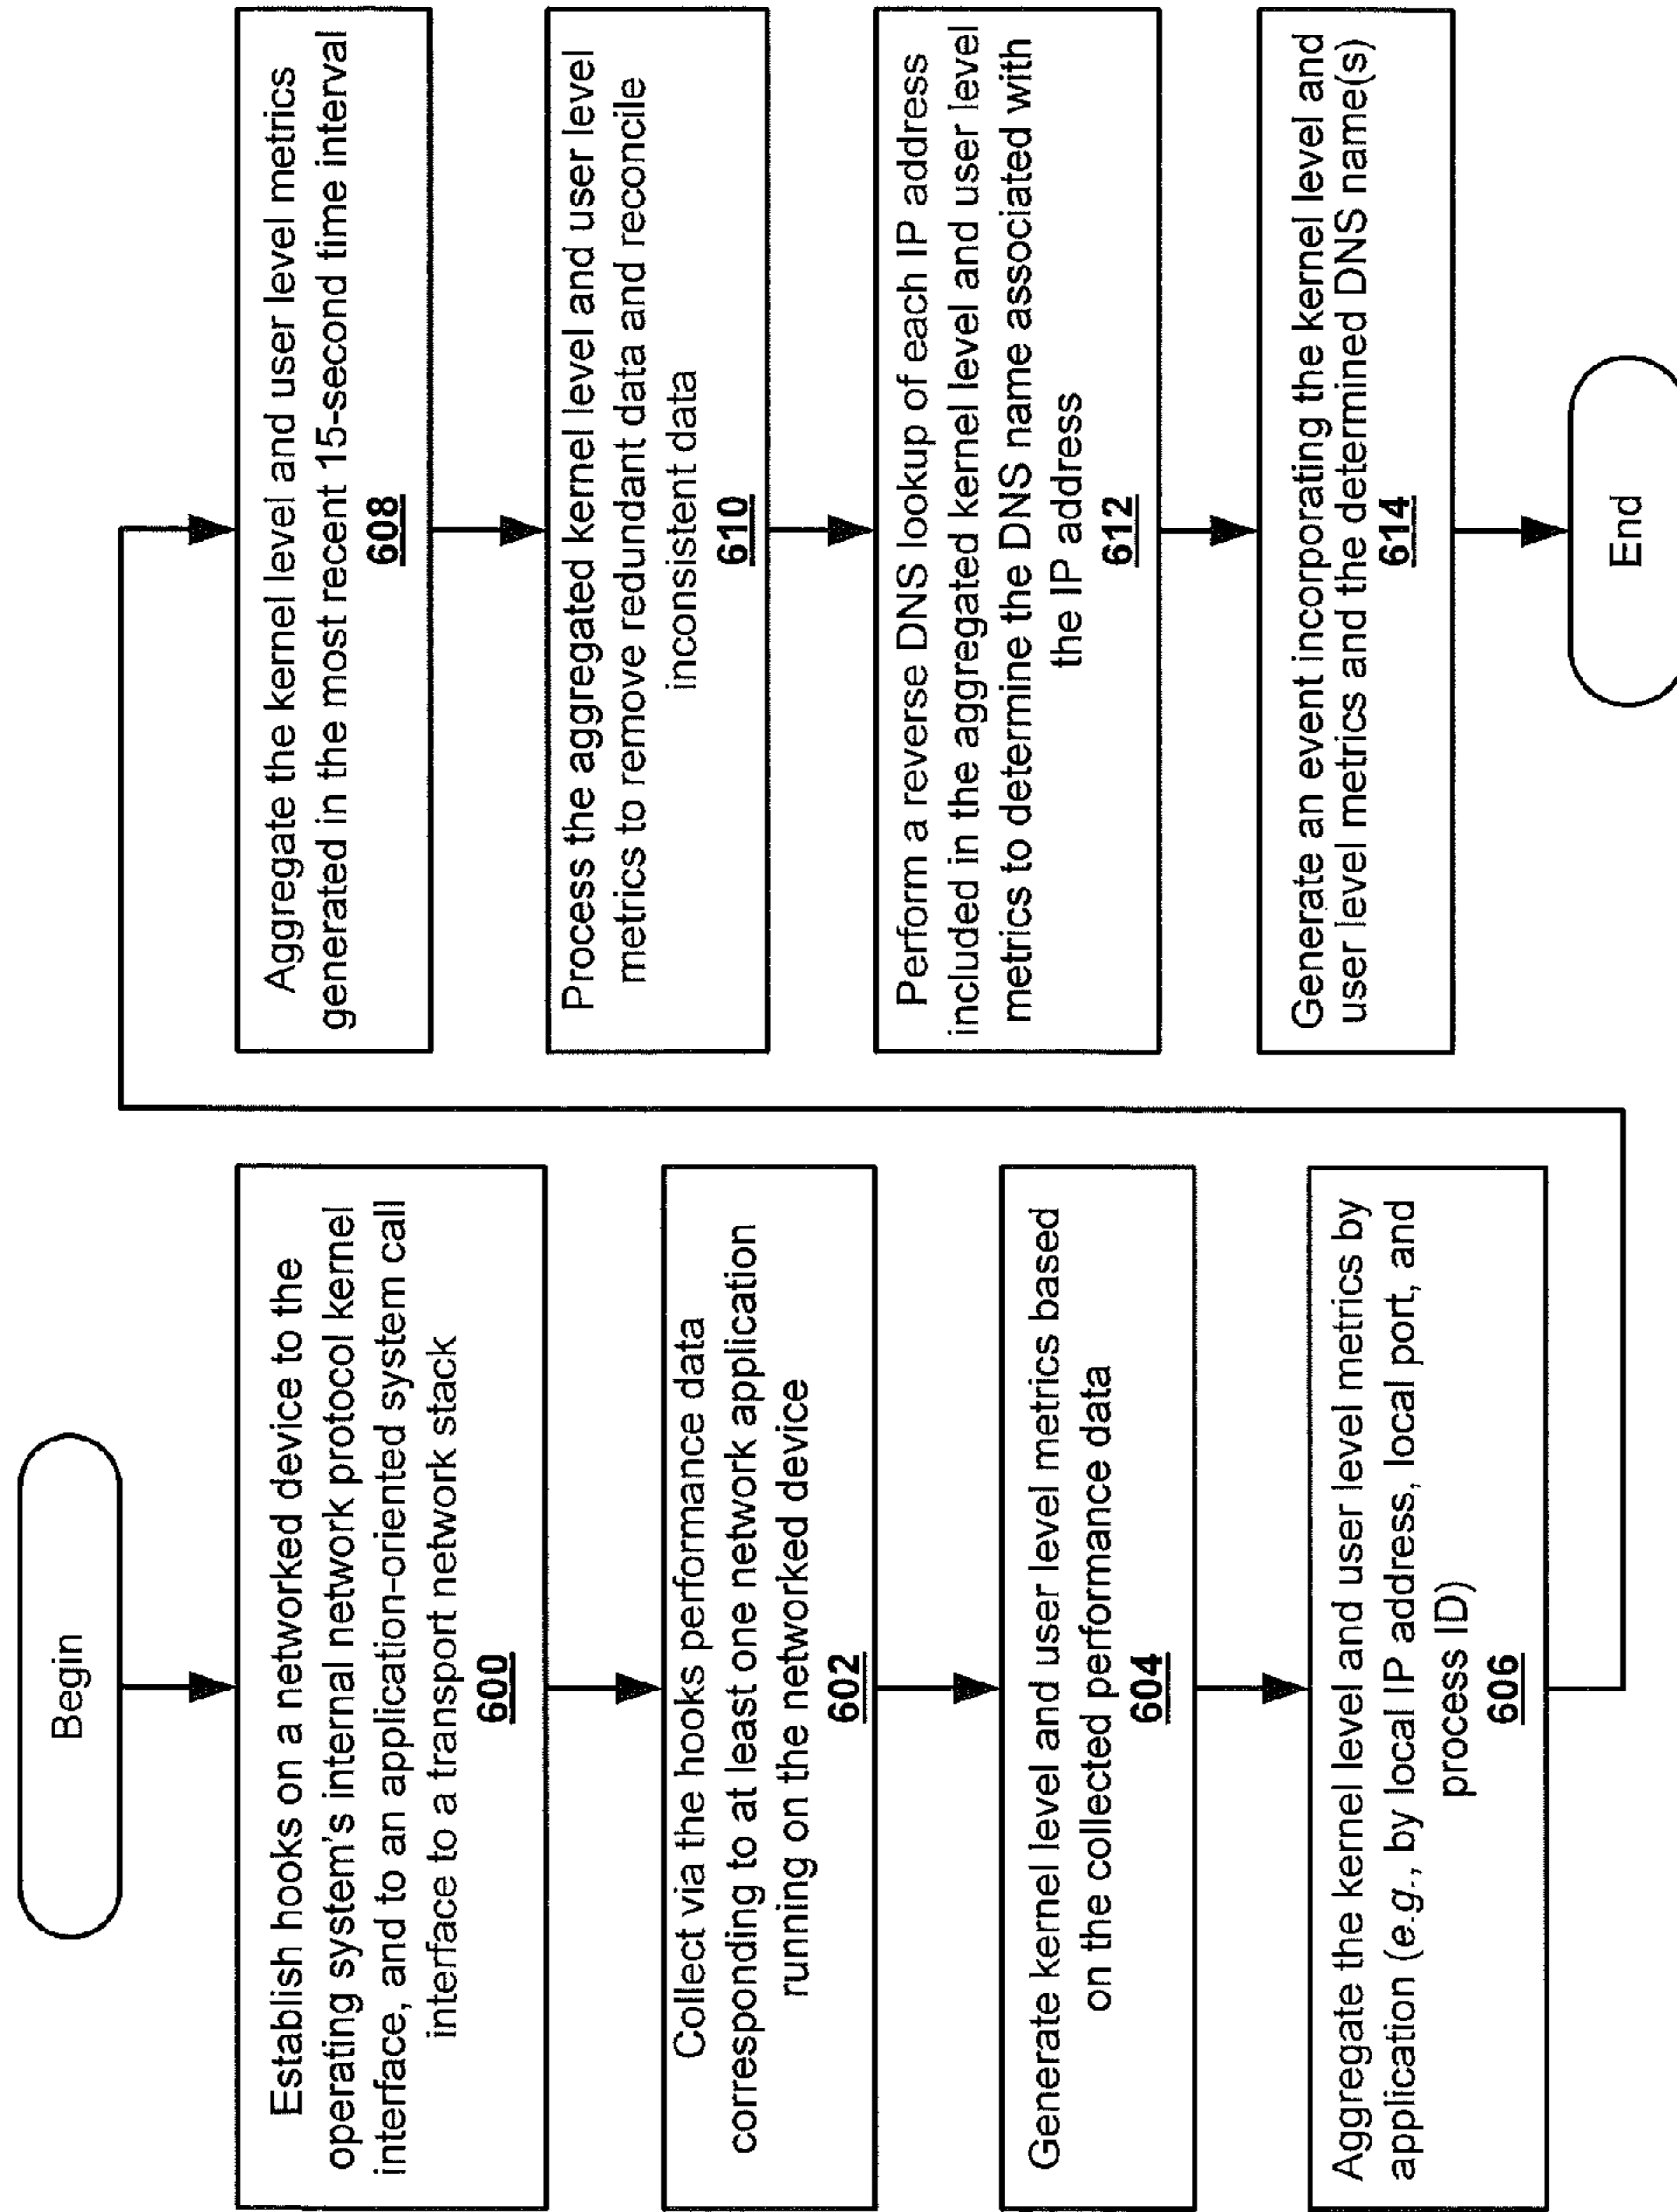 Begin
Establish hooks on a networked device to the
operating system's internal network protocol kernel
interface, and to an application-oriented system call
interface to a transport network stack
600
Collect via the hooks performance data
corresponding to at least one network application
running on the networked device
602
Generate kernel level and user level metrics based
on the collected performance data
604
Aggregate the kernel level and user level metrics by
application (e.g., by local IP address, local port, and
process ID)
606
Aggregate the kernel level and user level metrics
generated in the most recent 15-second time interval
608
Process the aggregated kernel level and user level
metrics to remove redundant data and reconcile
inconsistent data
610
Perform a reverse DNS lookup of each IP address
included in the aggregated kernel level and user level
metrics to determine the DNS name associated with
the IP address
612
Generate an event incorporating the kernel level and
user level metrics and the determined DNS name(s)
614
End